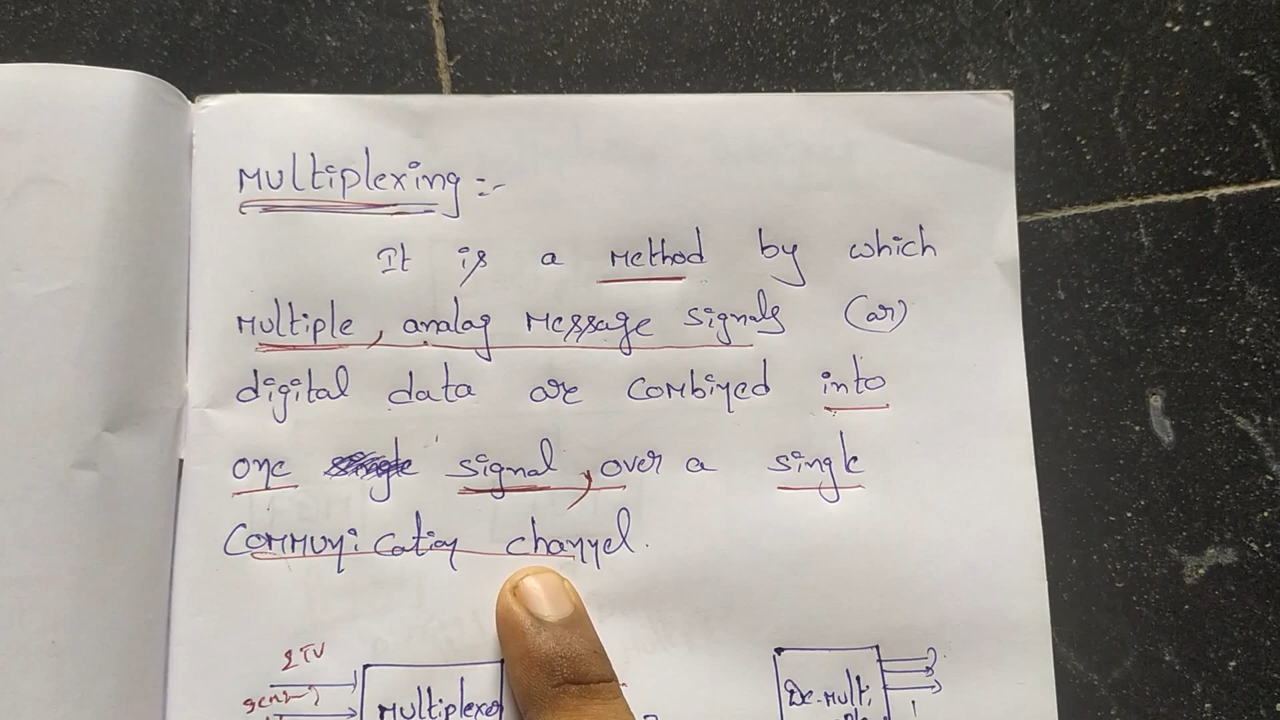 Multiplexing :-
It is a method by which
Multiple, analog message signals (or)
digital data are combined into
one signal, over a single
Communication channel.
Multiplexer
De-multi,